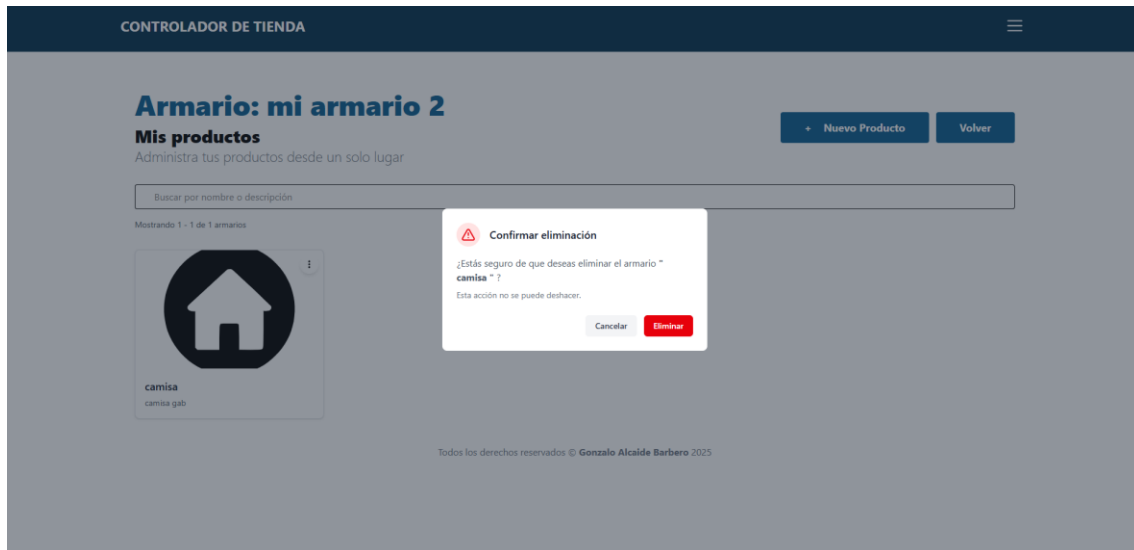 CONTROLADOR DE TIENDA
Armario: mi armario 2
Mis productos
Administra tus productos desde un solo lugar
+ Nuevo Producto
Volver
Buscar por nombre o descripción
Mostrando 1 - 1 de 1 armarios
Confirmar eliminación
¿Estás seguro de que deseas eliminar el armario "
camisa " ?
Esta acción no se puede deshacer.
Cancelar
Eliminar
camisa
camisa gabi
Todos los derechos reservados © Gonzalo Alcaide Barbero 2025